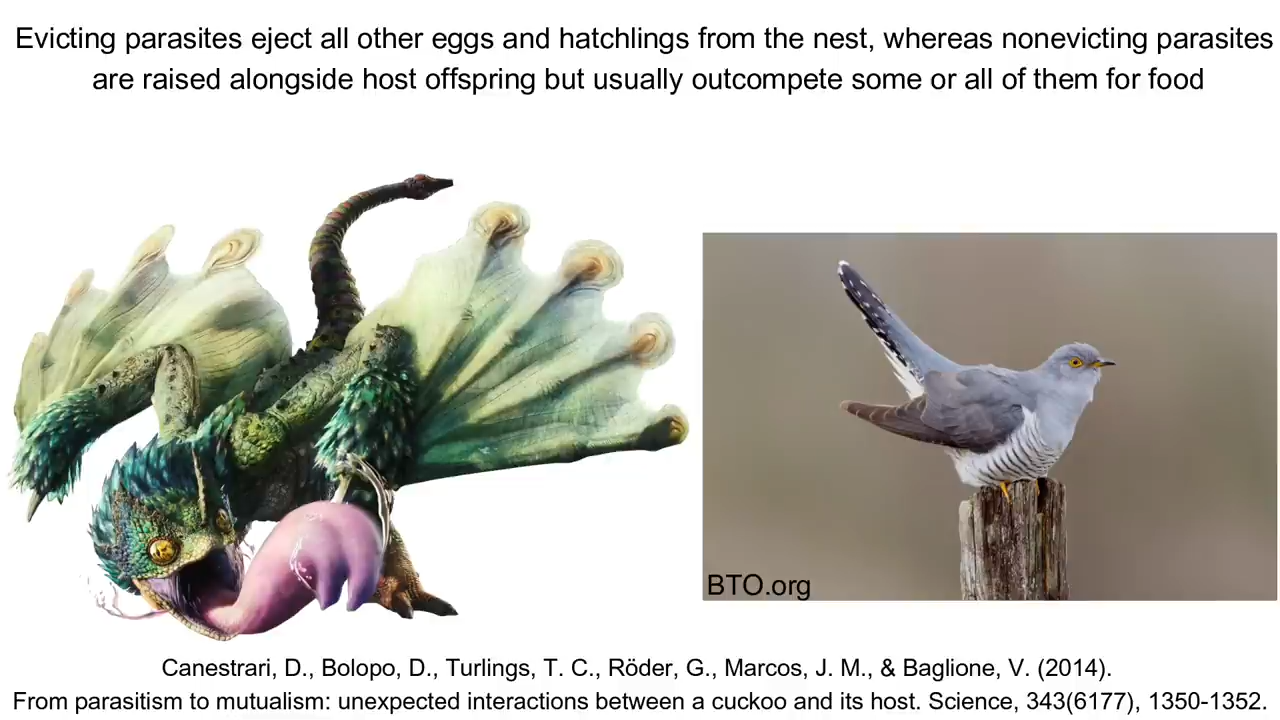 Evicting parasites eject all other eggs and hatchlings from the nest, whereas nonevicting parasites
are raised alongside host offspring but usually outcompete some or all of them for food
BTO.org
Canestrari, D., Bolopo, D., Turlings, T. C., Röder, G., Marcos, J. M., & Baglione, V. (2014).
From parasitism to mutualism: unexpected interactions between a cuckoo and its host. Science, 343(6177), 1350-1352.